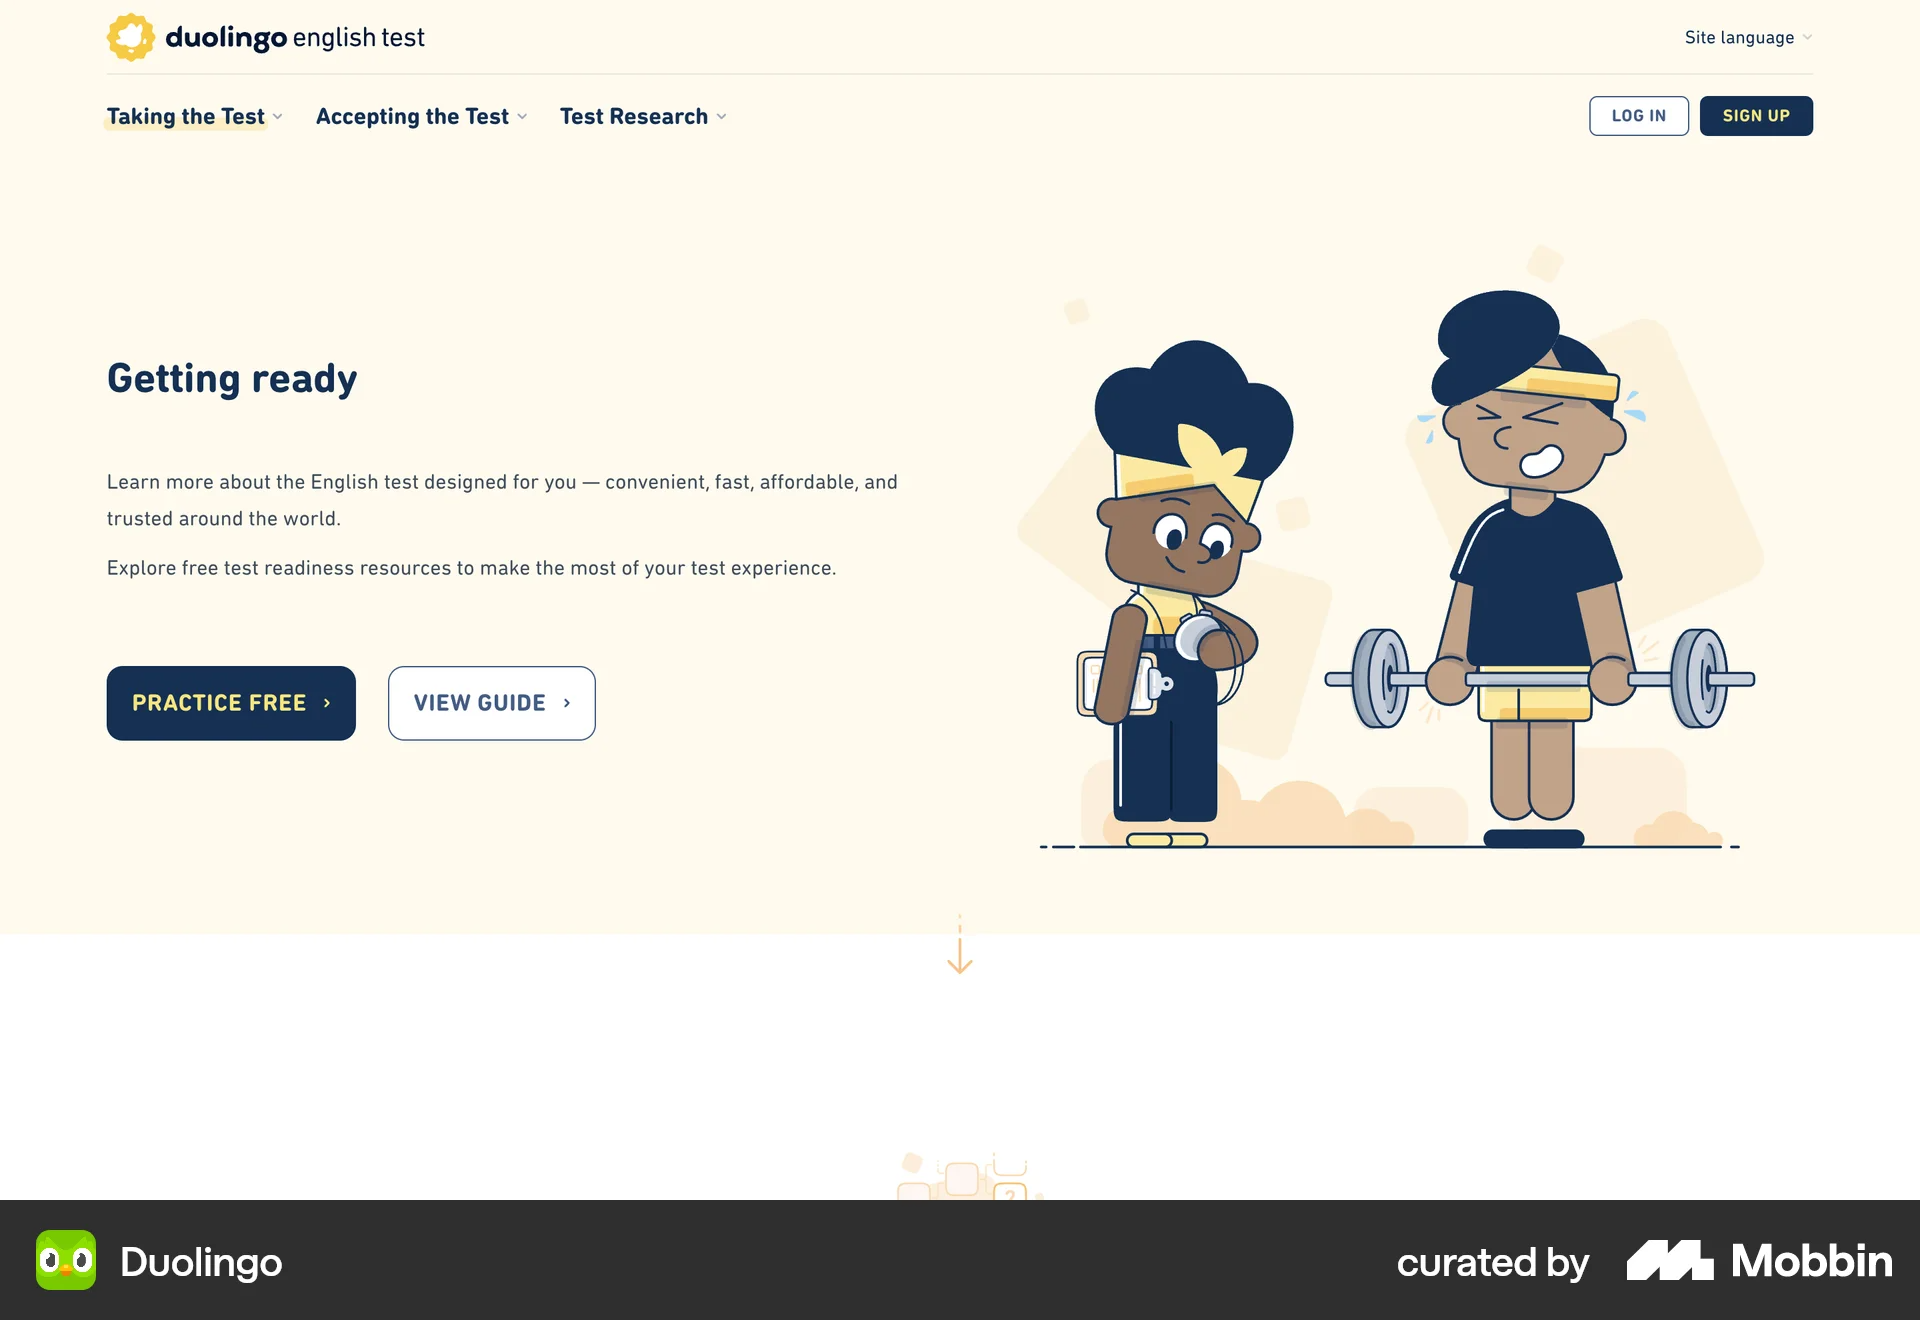 duolingo english test
Site language
Taking the Test
Accepting the Test
Test Research
LOG IN
SIGN UP
Getting ready
Learn more about the English test designed for you — convenient, fast, affordable, and
trusted around the world.
Explore free test readiness resources to make the most of your test experience.
PRACTICE FREE
VIEW GUIDE
?
Duolingo
curated by
Mobbin